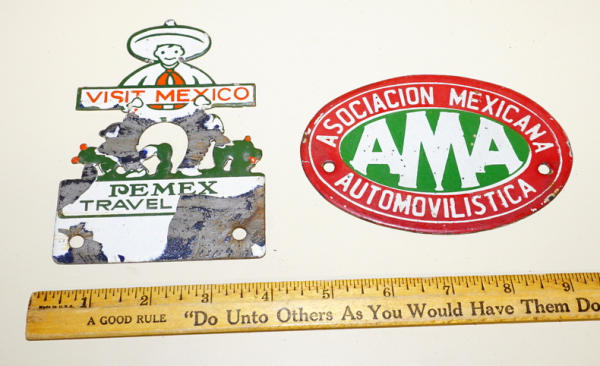 VISIT MEXICO
PEMEX
TRAVEL
ASOCIACION MEXICANA
AMA
AUTOMOVILISTICA
1 2 3 4 5 6 7 8 9
A GOOD RULE "Do Unto Others As You Would Have Them Do